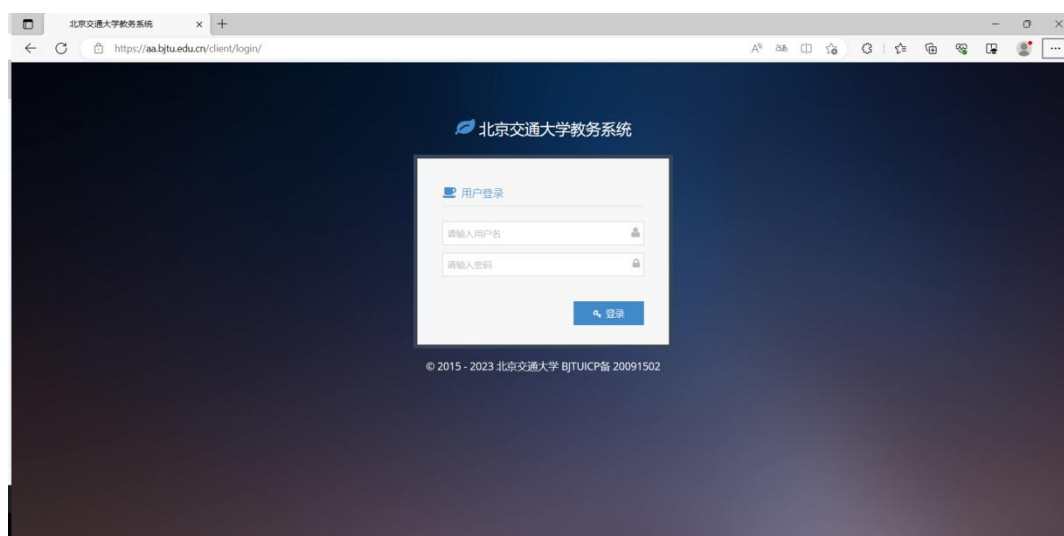 北京交通大学教务系统
https://aa.bjtu.edu.cn/client/login/
北京交通大学教务系统
用户登录
请输入用户名
请输入密码
登录
© 2015 - 2023 北京交通大学 BJTUICP备 20091502